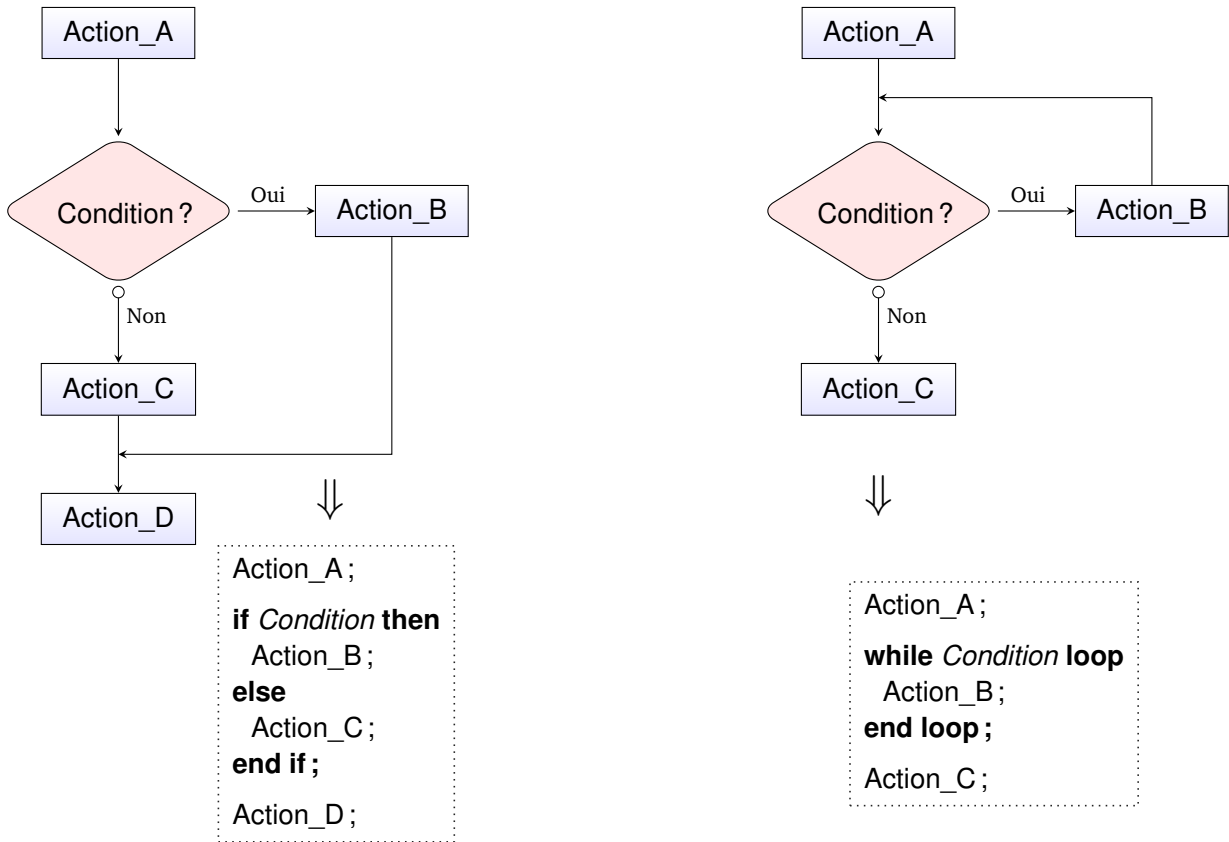 Action_A
Condition ?
Oui
Action_B
Non
Action_C
Action_D
⇓
Action_A ;
if Condition then
Action_B ;
else
Action_C ;
end if ;
Action_D ;
Action_A
Condition ?
Oui
Action_B
Non
Action_C
⇓
Action_A ;
while Condition loop
Action_B ;
end loop ;
Action_C ;